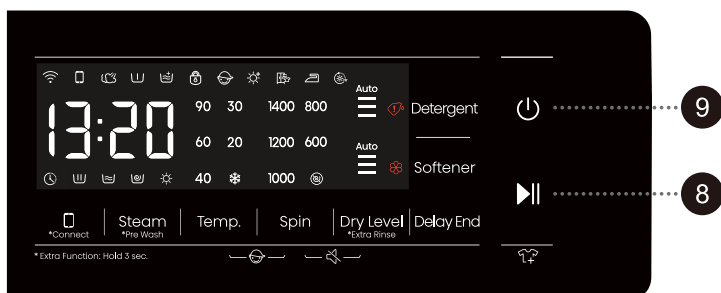 Auto
90 30 1400 800
13:20
Detergent
9
60 20 1200 600
Auto
Softener
40 1000
8
Steam Temp. Spin Dry Level Delay End
*Connect *Pre Wash *Extra Rinse
* Extra Function: Hold 3 sec.